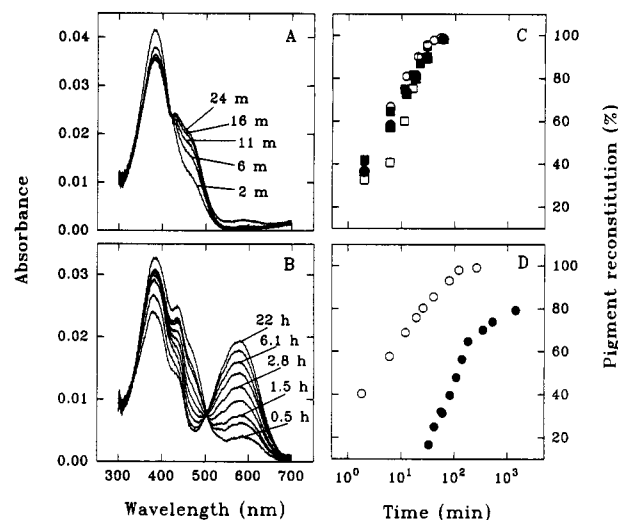 Absorbance
0.04
0.03
0.02
0.01
0.00
A
24 m
16 m
11 m
6 m
2 m
0.03
0.02
0.01
0.00
B
22 h
6.1 h
2.8 h
1.5 h
0.5 h
300 400 500 600 700
Wavelength (nm)
C
100
80
60
40
20
D
100
80
60
40
20
10^0 10^1 10^2 10^3
Time (min)
Pigment reconstitution (%)